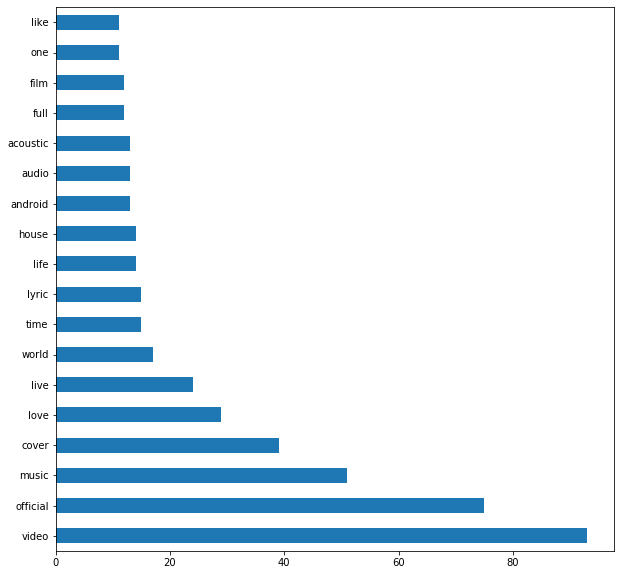 like
one
film
full
acoustic
audio
android
house
life
lyric
time
world
live
love
cover
music
official
video
0 20 40 60 80